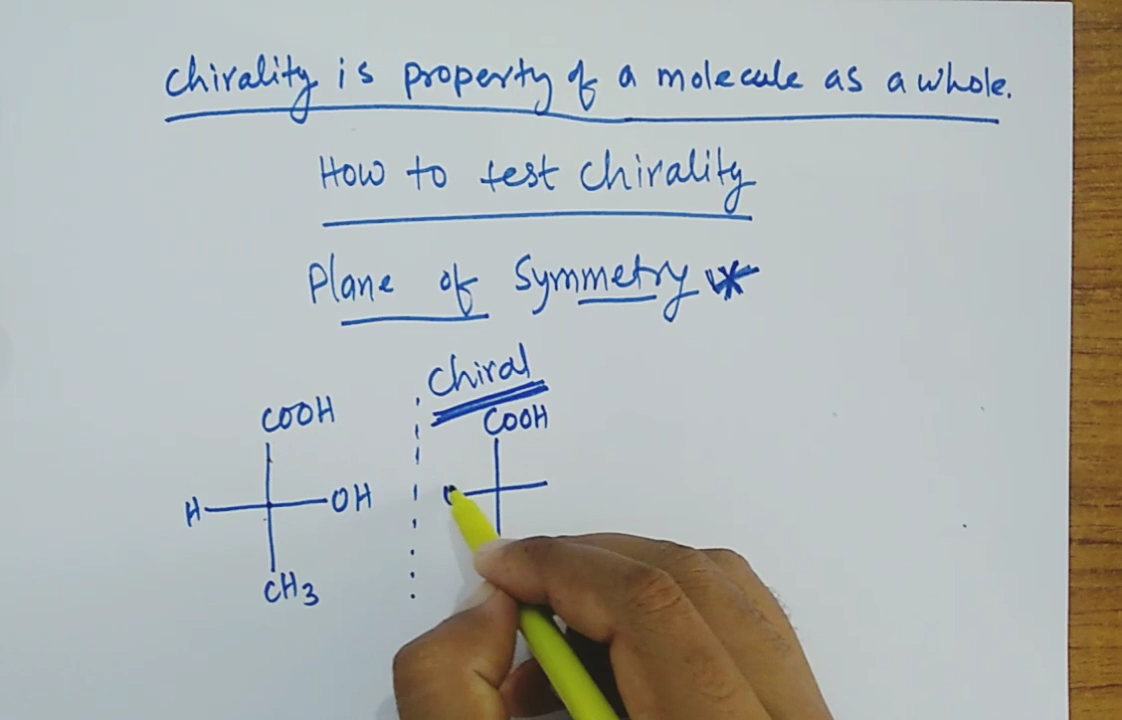 Chirality is property of a molecule as a whole.
How to test chirality
Plane of Symmetry *
Chiral
COOH
COOH
H
OH
CH3